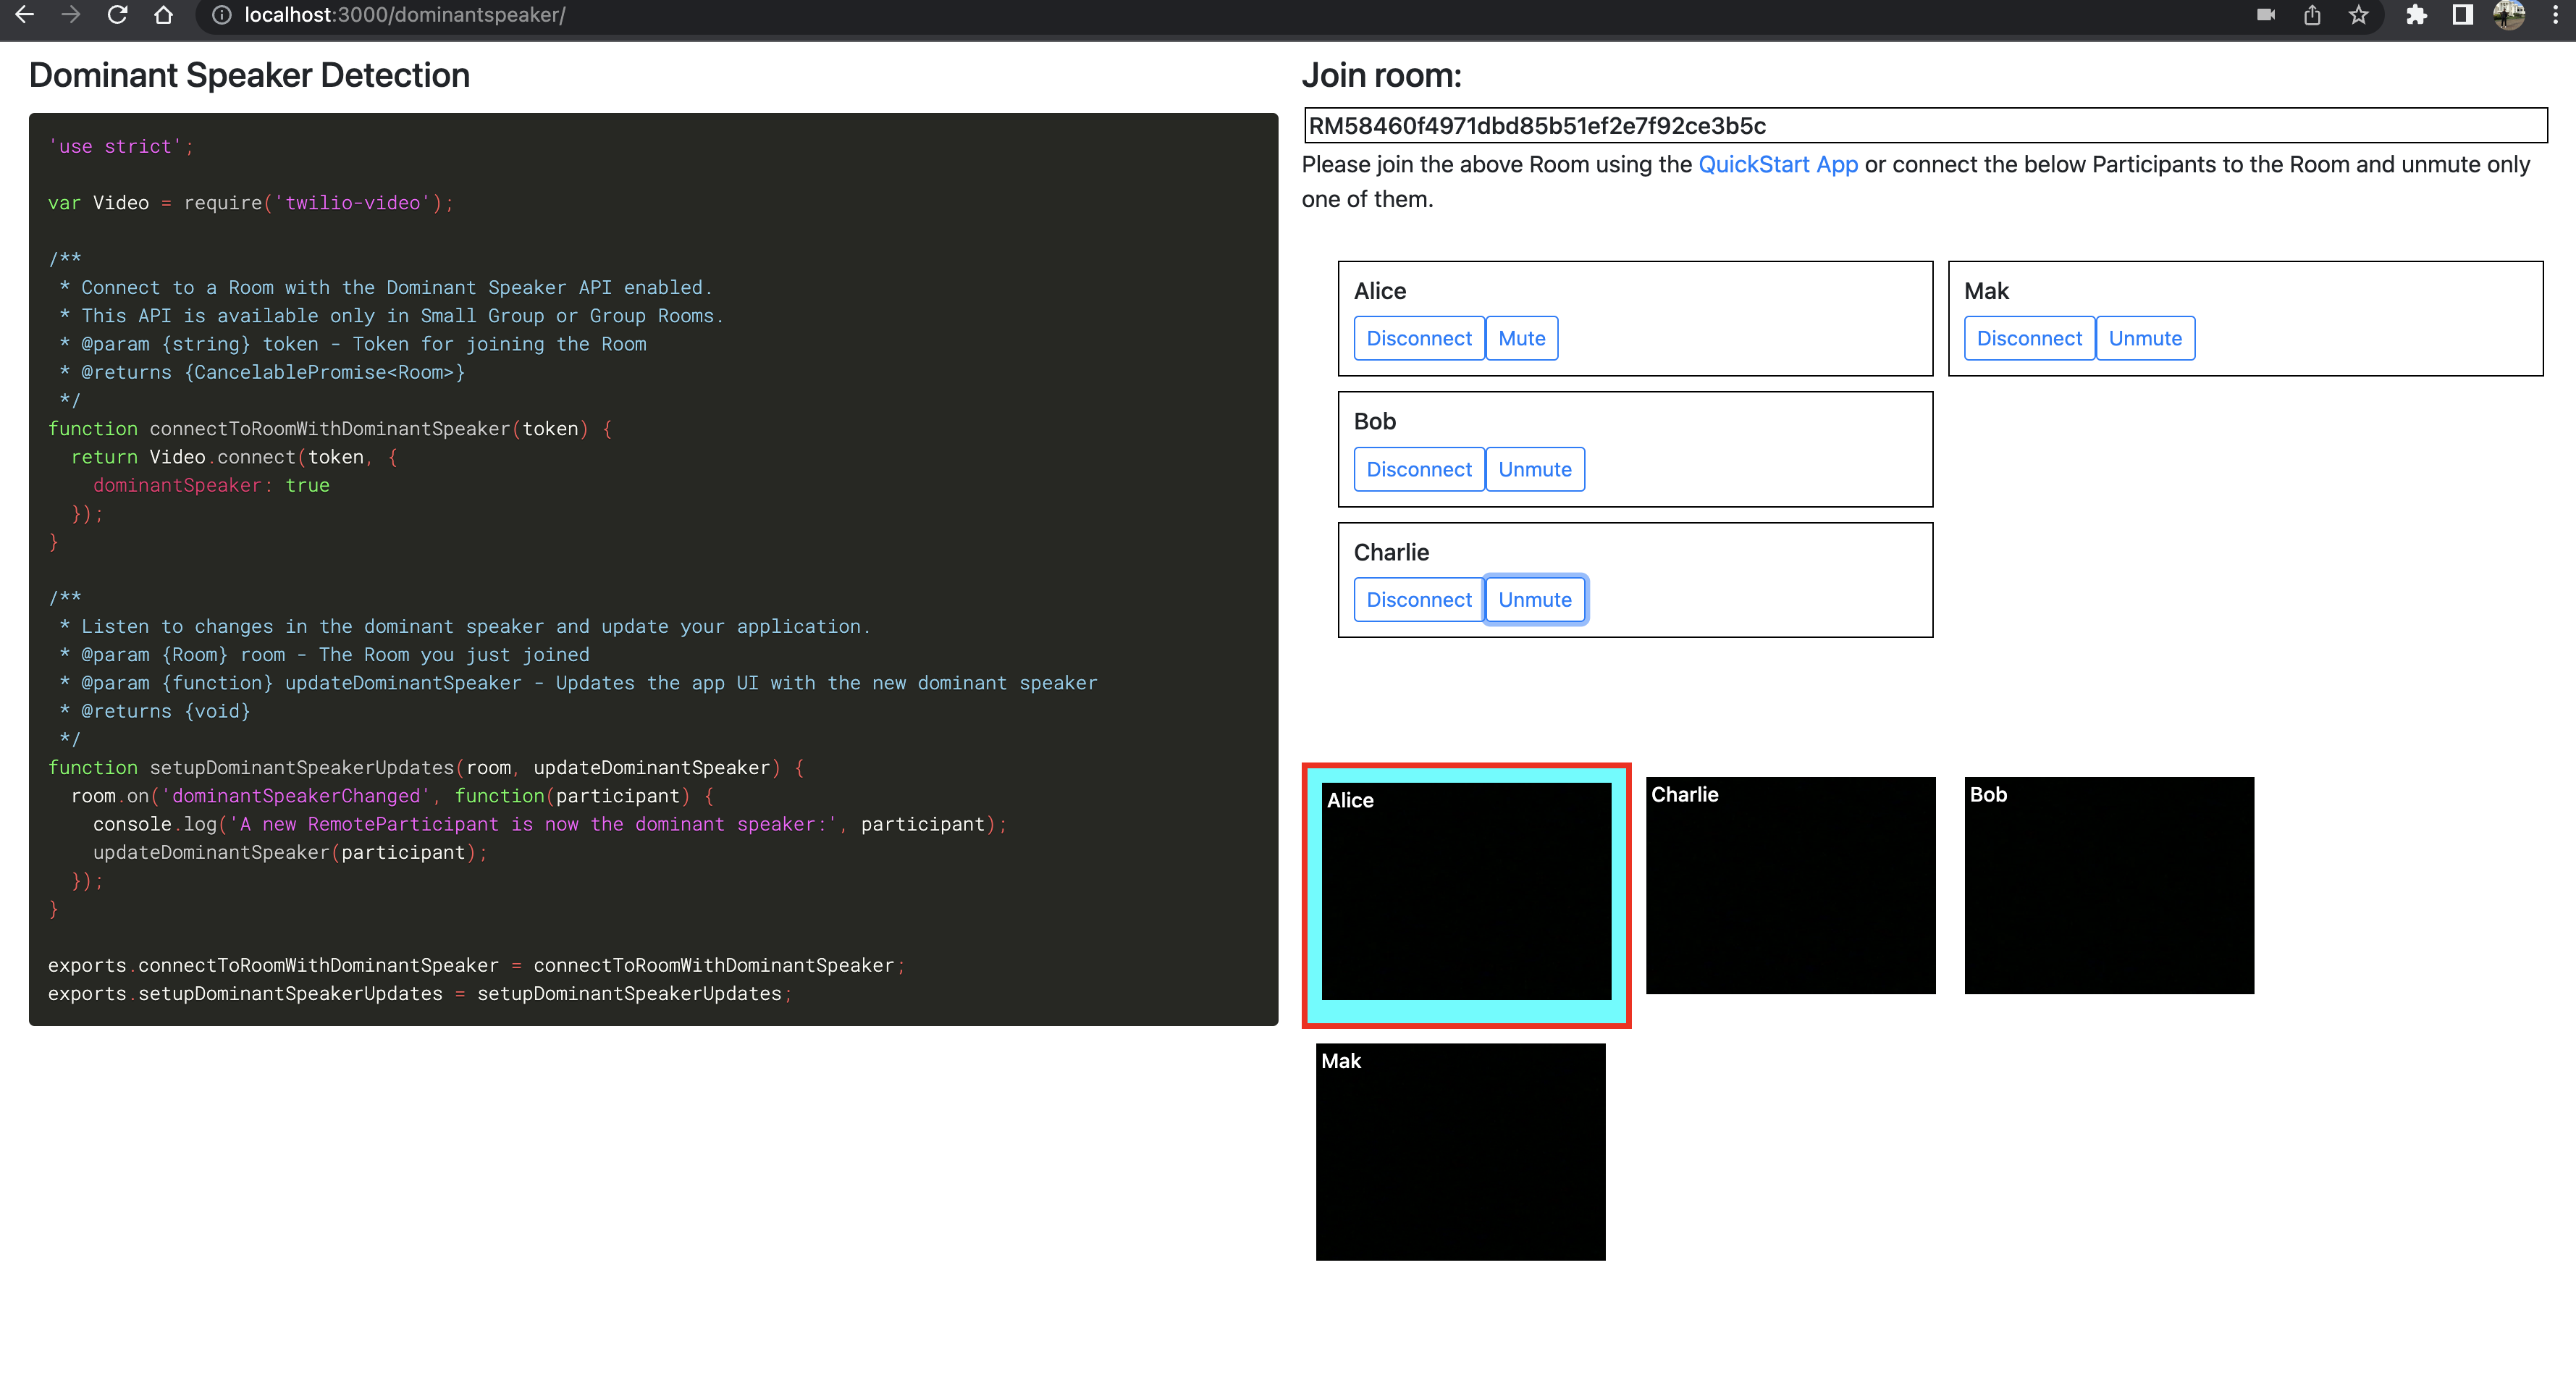 localhost:3000/dominantspeaker/
Dominant Speaker Detection
'use strict';
var Video = require('twilio-video');
/**
 * Connect to a Room with the Dominant Speaker API enabled.
 * This API is available only in Small Group or Group Rooms.
 * @param {string} token - Token for joining the Room
 * @returns {CancelablePromise<Room>}
 */
function connectToRoomWithDominantSpeaker(token) {
  return Video.connect(token, {
    dominantSpeaker: true
  });
}
/**
 * Listen to changes in the dominant speaker and update your application.
 * @param {Room} room - The Room you just joined
 * @param {function} updateDominantSpeaker - Updates the app UI with the new dominant speaker
 * @returns {void}
 */
function setupDominantSpeakerUpdates(room, updateDominantSpeaker) {
  room.on('dominantSpeakerChanged', function(participant) {
    console.log('A new RemoteParticipant is now the dominant speaker:', participant);
    updateDominantSpeaker(participant);
  });
}
exports.connectToRoomWithDominantSpeaker = connectToRoomWithDominantSpeaker;
exports.setupDominantSpeakerUpdates = setupDominantSpeakerUpdates;
Join room:
RM58460f4971dbd85b51ef2e7f92ce3b5c
Please join the above Room using the QuickStart App or connect the below Participants to the Room and unmute only
one of them.
Alice
Disconnect Mute
Mak
Disconnect Unmute
Bob
Disconnect Unmute
Charlie
Disconnect Unmute
Alice
Charlie
Bob
Mak